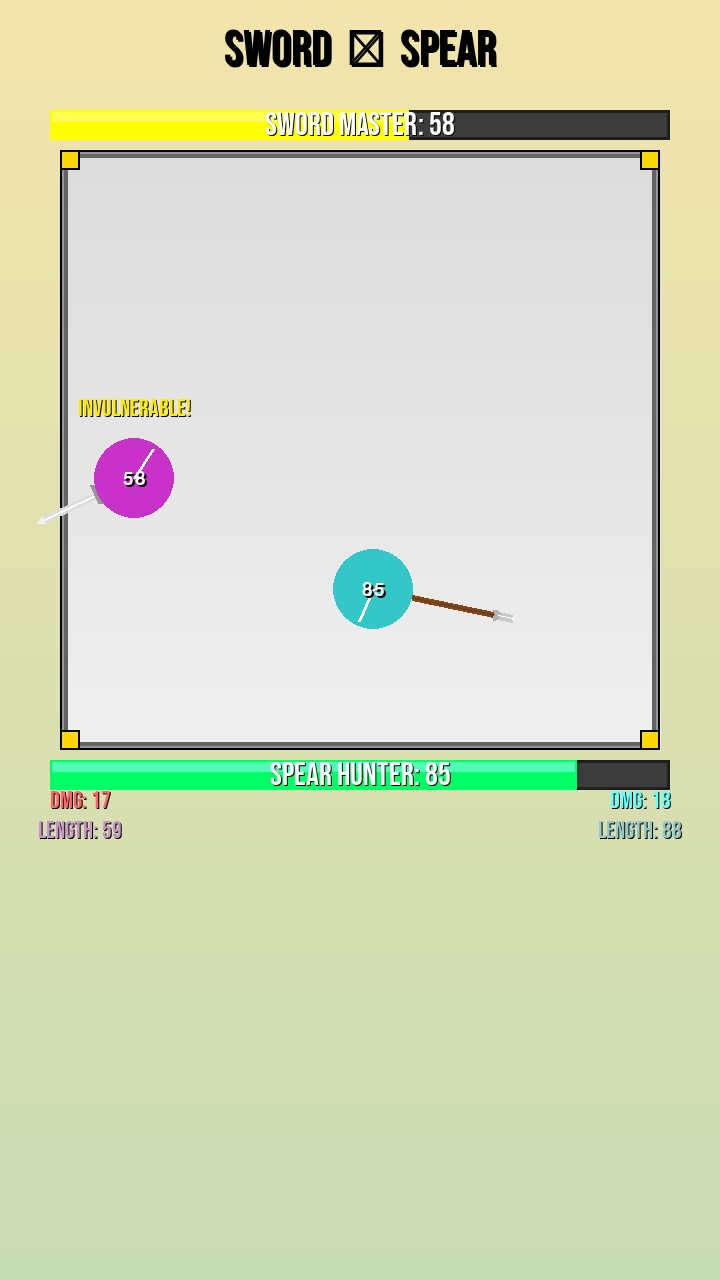 SWORD ☒ SPEAR
SWORD MASTER: 58
INVULNERABLE!
58
85
SPEAR HUNTER: 85
DMG: 17
DMG: 18
LENGTH: 59
LENGTH: 88